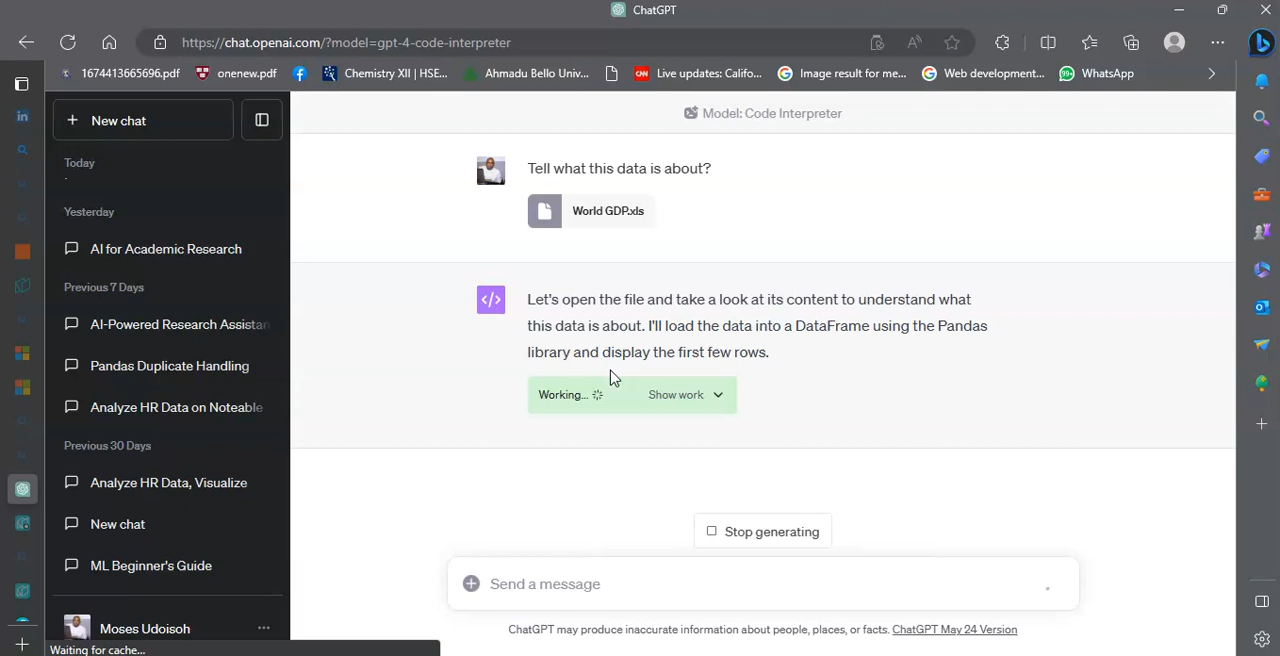 ChatGPT
https://chat.openai.com/?model=gpt-4-code-interpreter
1674413665696.pdf
orenew.pdf
Chemistry XII | HSE...
Ahmadu Bello Univ...
CNN
Live updates: Califo...
Image result for me...
Web development...
99+
WhatsApp
New chat
Model: Code Interpreter
Today
Tell what this data is about?
World GDP.xls
Yesterday
AI for Academic Research
Previous 7 Days
AI-Powered Research Assistan
Pandas Duplicate Handling
Analyze HR Data on Noteable
Previous 30 Days
Analyze HR Data, Visualize
New chat
ML Beginner's Guide
Moses Udoisoh
Waiting for cache...
Let's open the file and take a look at its content to understand what
this data is about. I'll load the data into a DataFrame using the Pandas
library and display the first few rows.
Working...
Show work
Stop generating
Send a message
ChatGPT may produce inaccurate information about people, places, or facts. ChatGPT May 24 Version